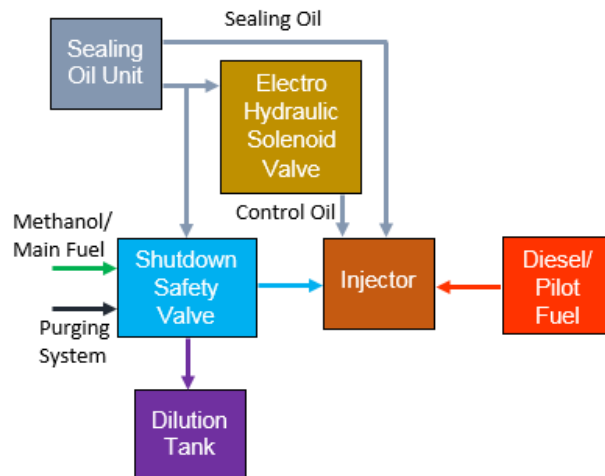 Sealing Oil
Sealing
Oil Unit
Electro
Hydraulic
Solenoid
Valve
Control Oil
Methanol/
Main Fuel
Shutdown
Safety
Valve
Injector
Diesel/
Pilot
Fuel
Purging
System
Dilution
Tank